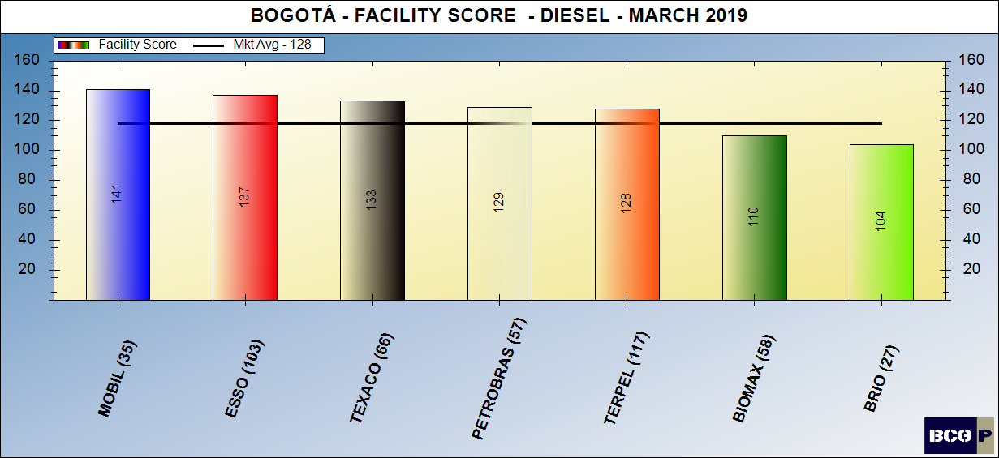 BOGOTÁ - FACILITY SCORE - DIESEL - MARCH 2019
Facility Score Mkt Avg - 128
160 160
140 140
120 120
100 100
80 80
60 60
40 40
20 20
141 137 133 129 128 110 104
MOBIL (35)
ESSO (103)
TEXACO (66)
PETROBRAS (57)
TERPEL (117)
BIOMAX (58)
BRIO (27)
BCG P